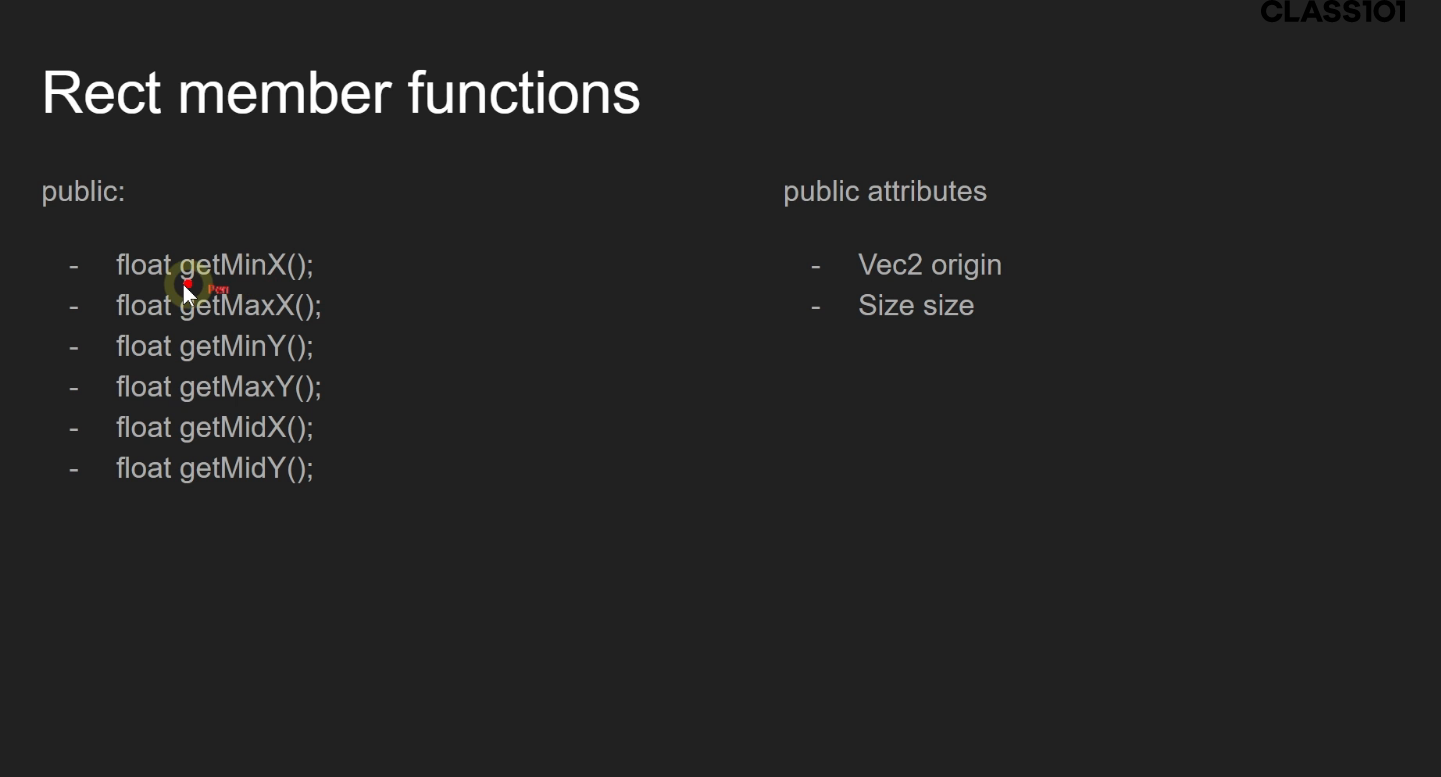 CLASS101
Rect member functions
public:
- float getMinX();
- float getMaxX();
- float getMinY();
- float getMaxY();
- float getMidX();
- float getMidY();
Pen
public attributes
- Vec2 origin
- Size size